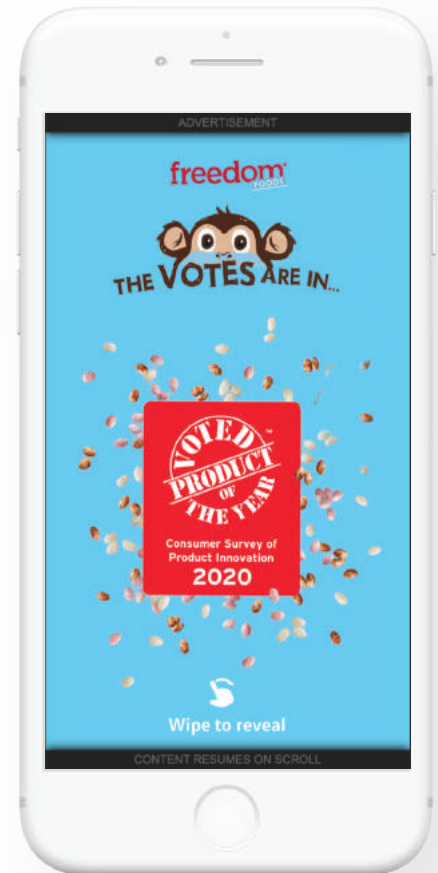 ADVERTISEMENT
freedom
FOODS
THE VOTES ARE IN...
VOTED
PRODUCT
OF
THE YEAR
Consumer Survey of
Product Innovation
2020
Wipe to reveal
CONTENT RESUMES ON SCROLL